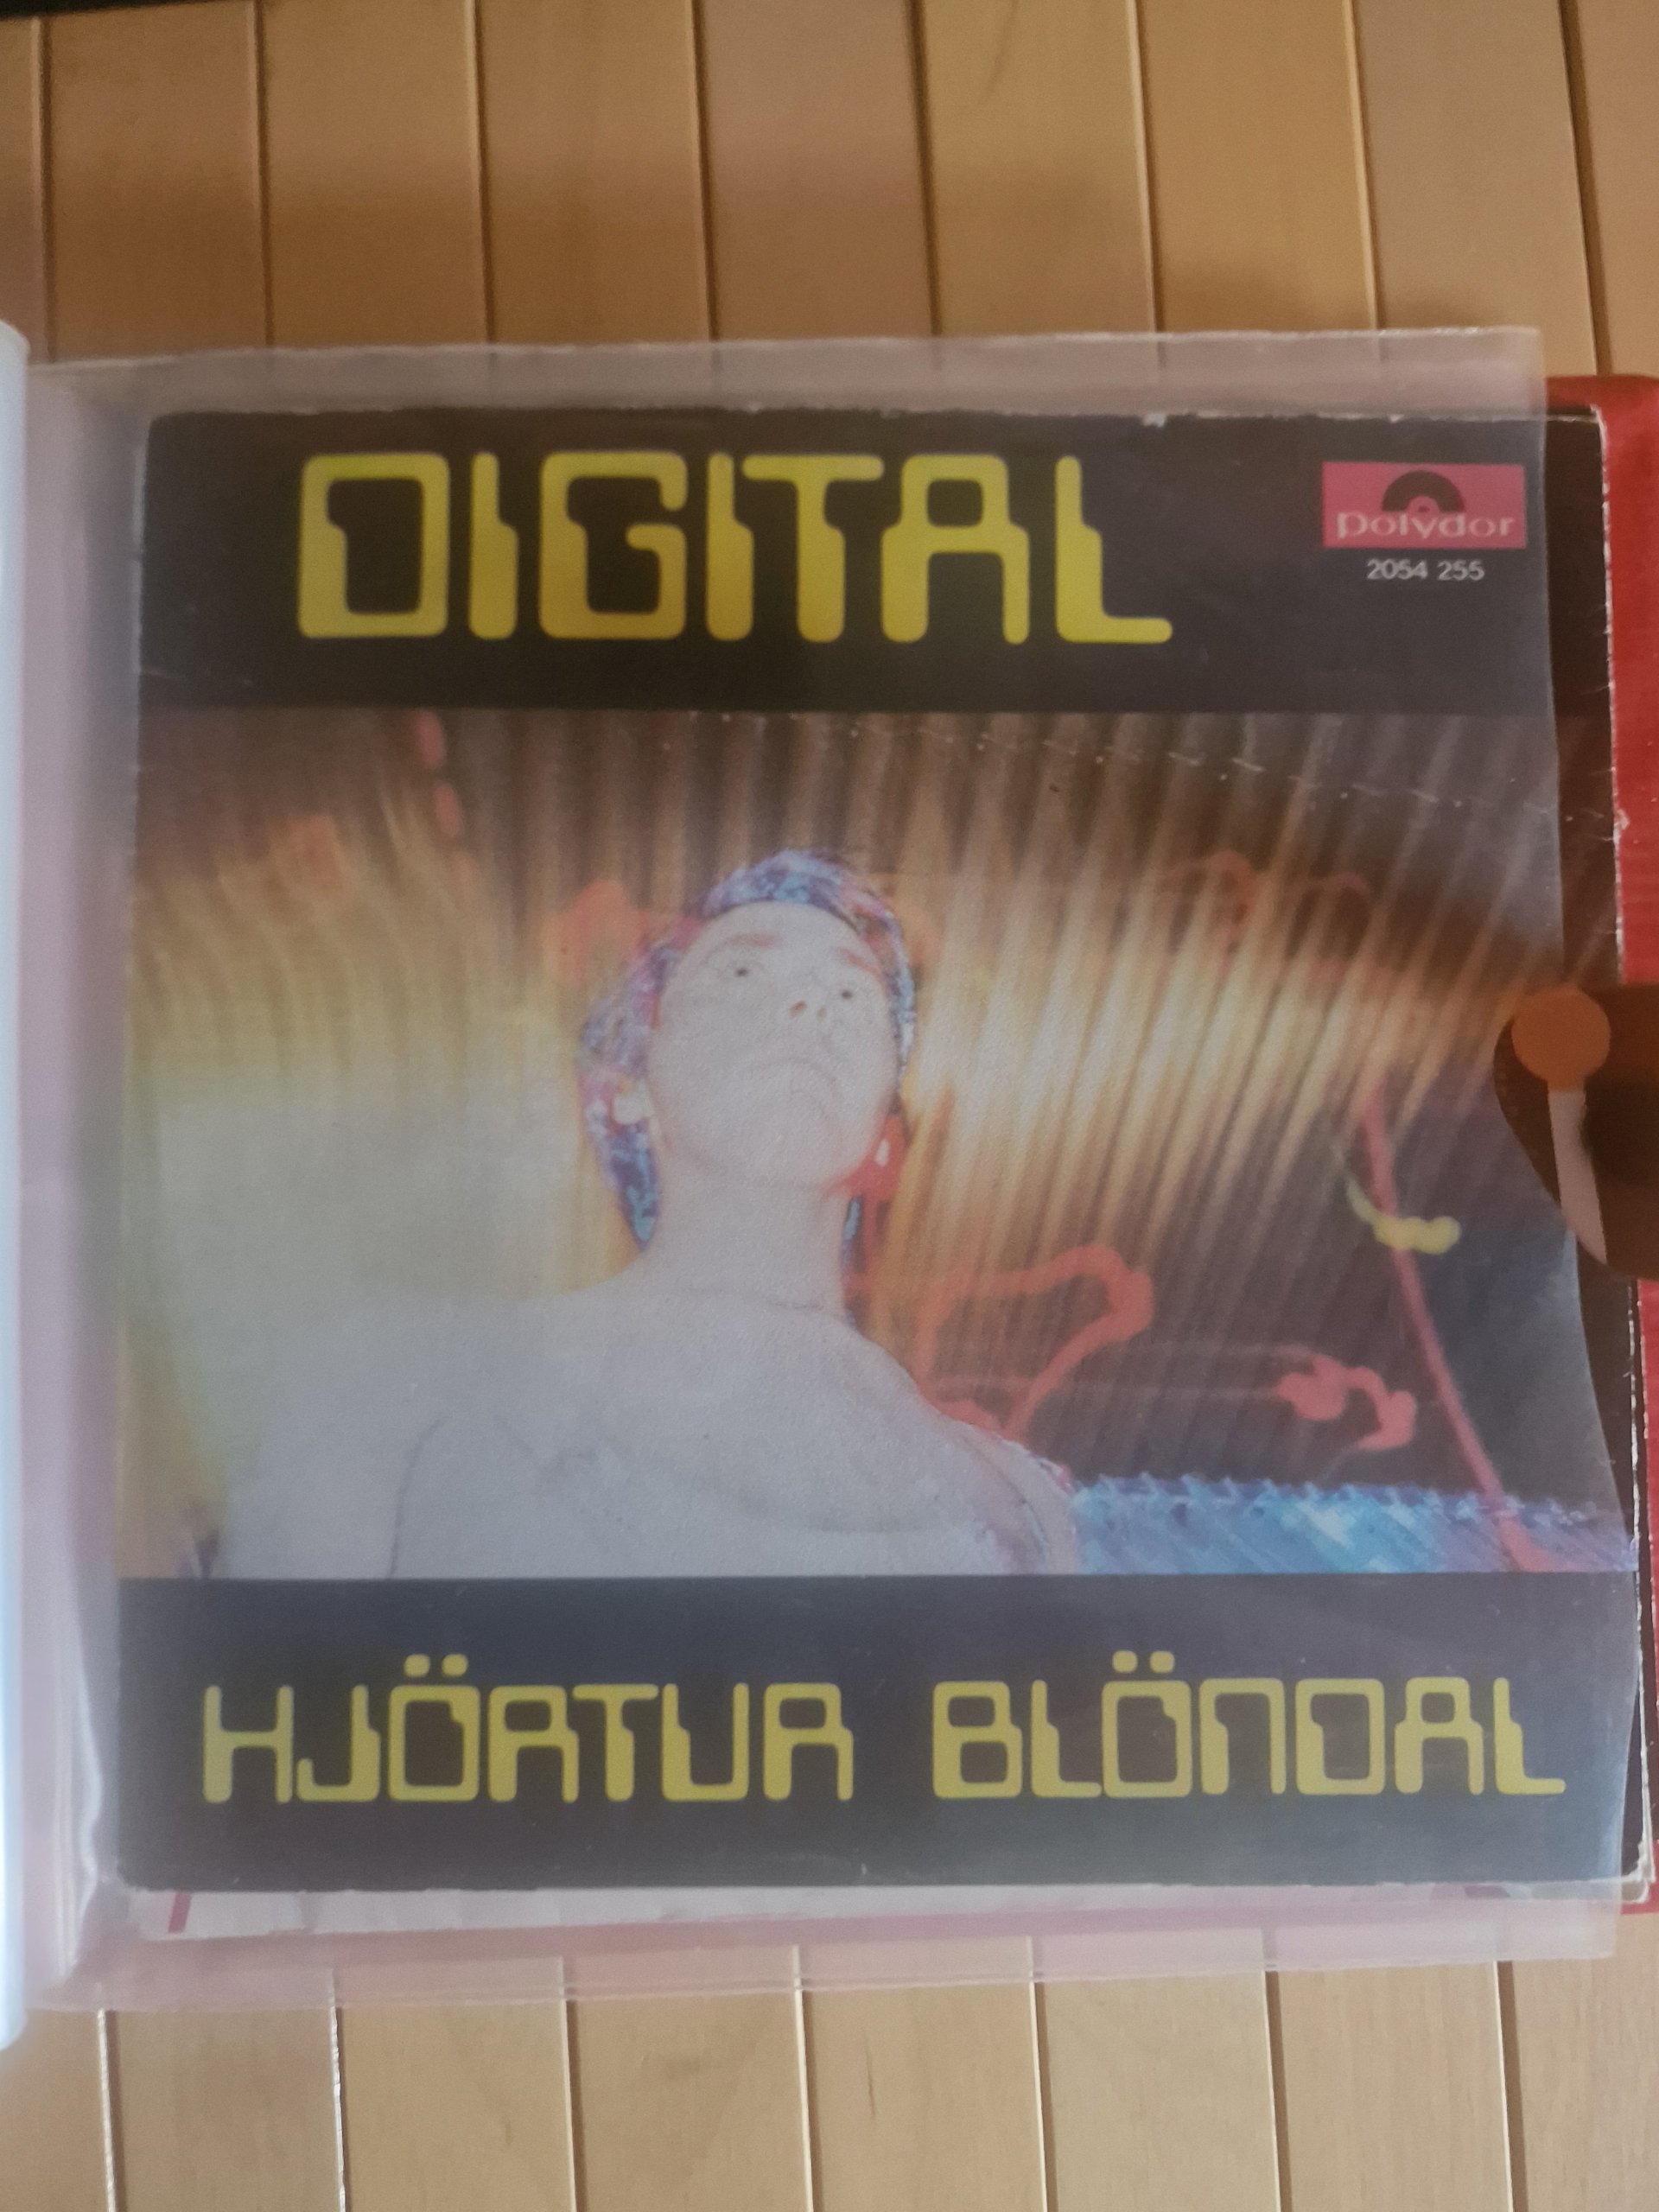 DIGITAL
polydor
2054 255
HJÖRTUR BLÖNDAL